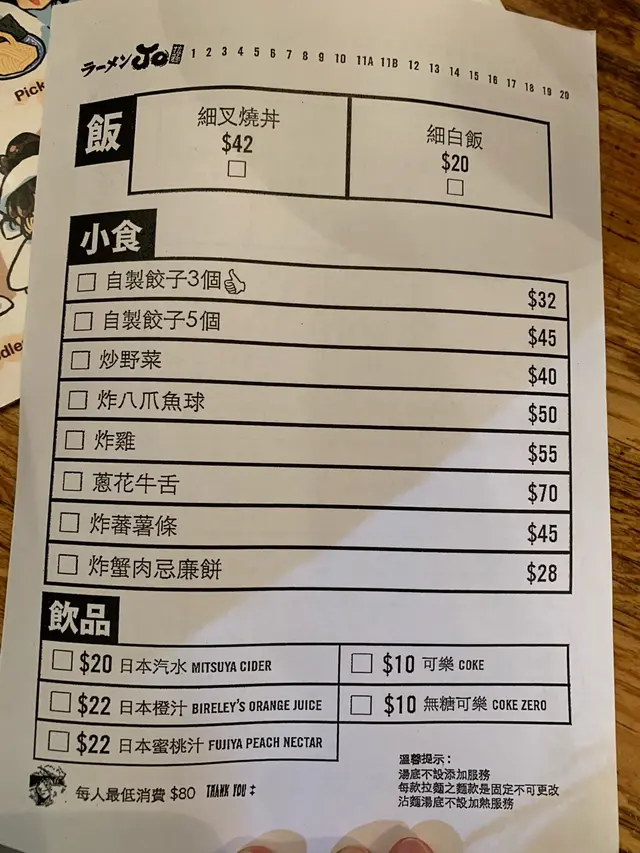 Pick
dle
ラーメン Jo 1 2 3 4 5 6 7 8 9 10 11A 11B 12 13 14 15 16 17 18 19 20
飯
細叉燒丼
$42
細白飯
$20
小食
自製餃子3個 $32
自製餃子5個 $45
炒野菜 $40
炸八爪魚球 $50
炸雞 $55
蔥花牛舌 $70
炸蕃薯條 $45
炸蟹肉忌廉餅 $28
飲品
$20 日本汽水 MITSUYA CIDER $10 可樂 COKE
$22 日本橙汁 BIRELEY'S ORANGE JUICE $10 無糖可樂 COKE ZERO
$22 日本蜜桃汁 FUJIYA PEACH NECTAR
每人最低消費 $80 THANK YOU
溫馨提示：
湯底不設添加服務
每款拉麵之麵款是固定不可更改
沾麵湯底不設加熱服務